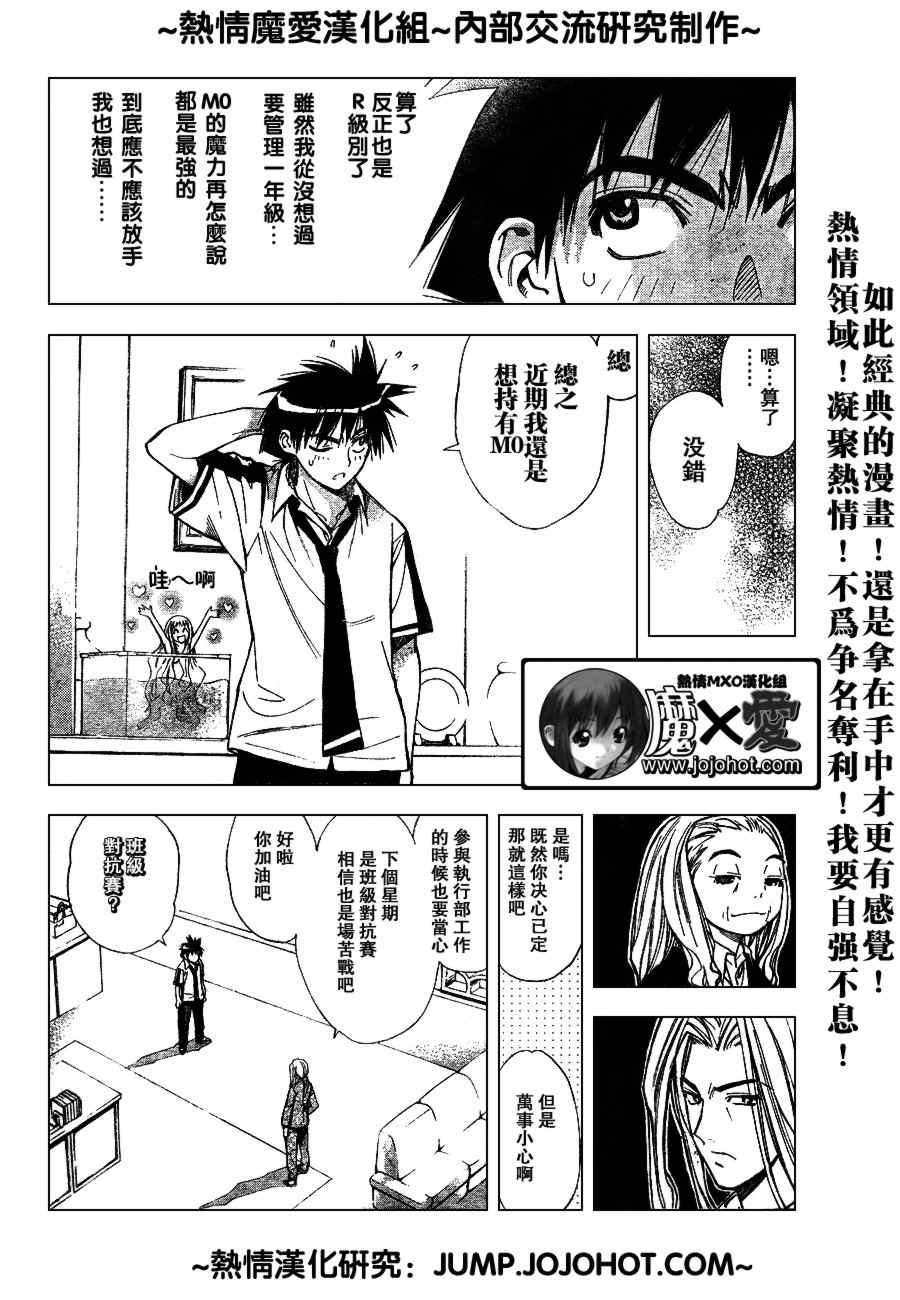 ~熱情魔愛漢化組~內部交流研究制作~
算了
反正也是
R級別了
雖然我從沒想過
要管理一年級…
M0的魔力再怎麼說
都是最強的
到底應不應該放手
我也想過……
嗯…算了
……
没錯
總
總之
近期我還是
想持有M0
哇～啊
熱情MXO漢化組
魔×愛
www.jojohot.com
是嗎…
既然你决心已定
那就這樣吧
但是
萬事小心啊
參與執行部工作
的時候也要當心
下個星期
是班級對抗賽
相信也是場苦戰吧
好啦
你加油吧
班級
對抗賽？
如此經典的漫畫！還是拿在手中才更有感覺！
熱情領域！凝聚熱情！不爲争名奪利！我要自强不息！
~熱情漢化研究：JUMP.JOJOHOT.COM~